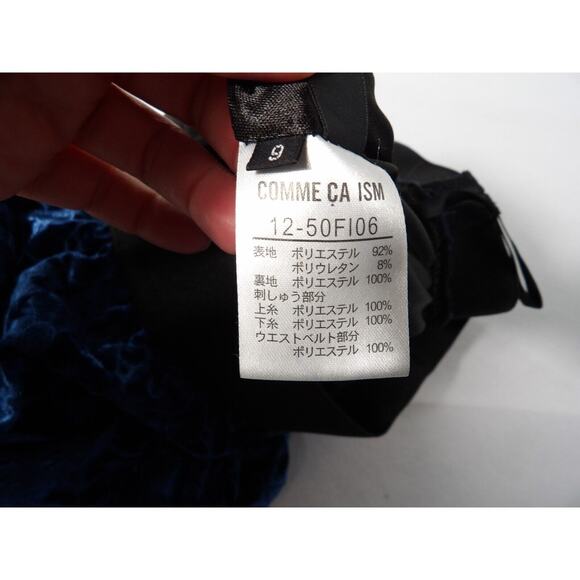 9
COMME ÇA ISM
12-50FI06
表地 ポリエステル 92%
ポリウレタン 8%
裏地 ポリエステル 100%
刺しゅう部分
上糸 ポリエステル 100%
下糸 ポリエステル 100%
ウエストベルト部分
ポリエステル 100%